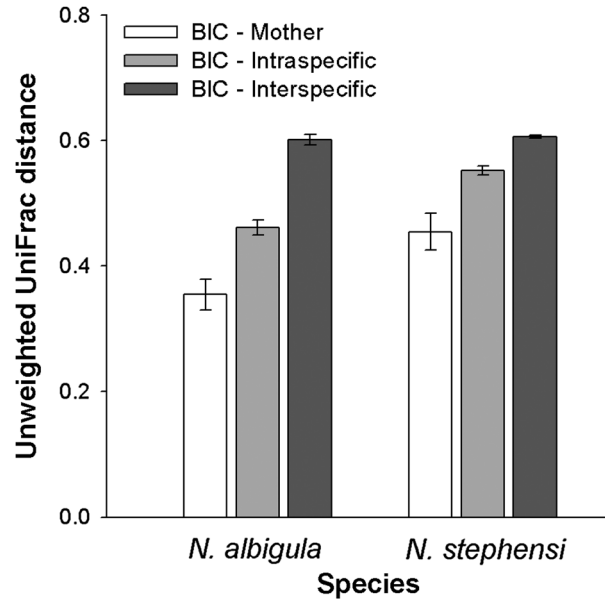 0.8
BIC - Mother
BIC - Intraspecific
BIC - Interspecific
0.6
0.4
0.2
0.0
Unweighted UniFrac distance
N. albigula N. stephensi
Species